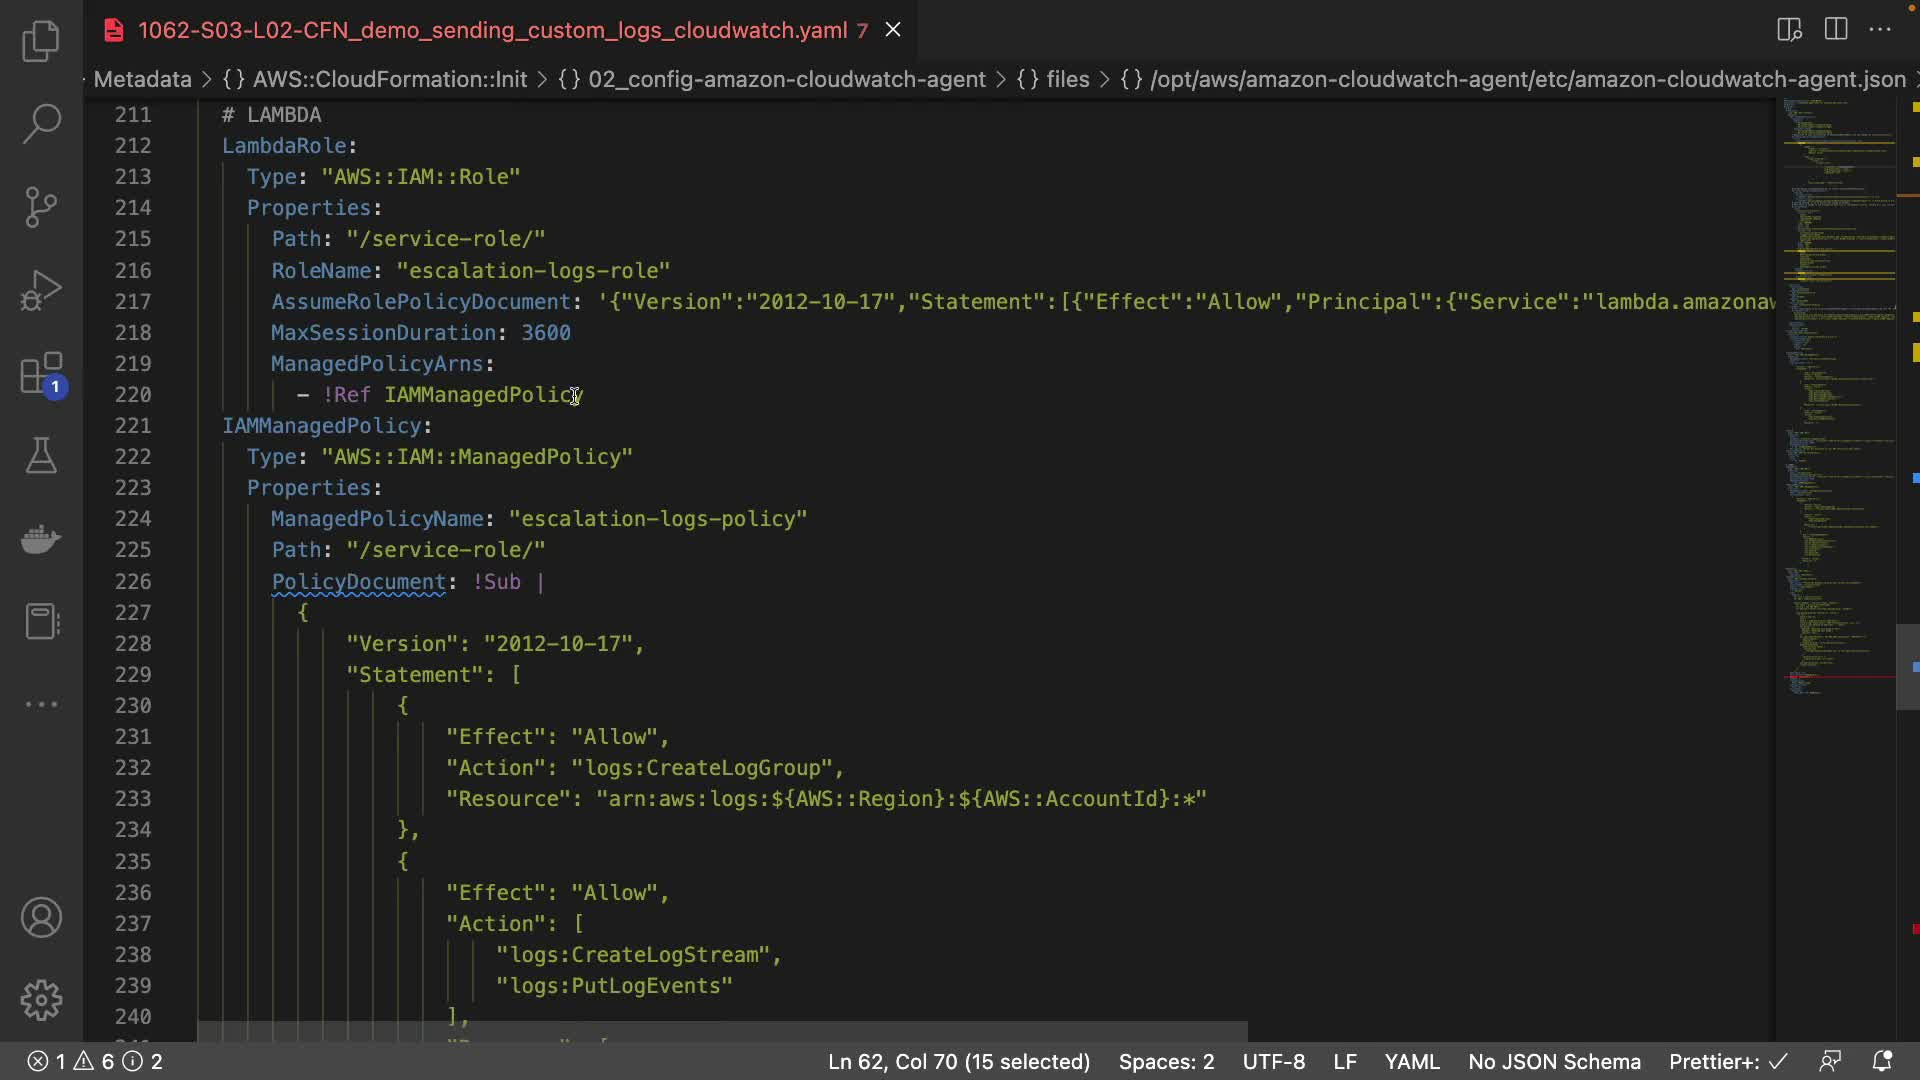 1062-S03-L02-CFN_demo_sending_custom_logs_cloudwatch.yaml 7
Metadata > {} AWS::CloudFormation::Init > {} 02_config-amazon-cloudwatch-agent > {} files > {} /opt/aws/amazon-cloudwatch-agent/etc/amazon-cloudwatch-agent.json
211 # LAMBDA
212 LambdaRole:
213 Type: "AWS::IAM::Role"
214 Properties:
215 Path: "/service-role/"
216 RoleName: "escalation-logs-role"
217 AssumeRolePolicyDocument: '{"Version":"2012-10-17","Statement":[{"Effect":"Allow","Principal":{"Service":"lambda.amazonaw
218 MaxSessionDuration: 3600
219 ManagedPolicyArns:
220 - !Ref IAMManagedPolicy
221 IAMManagedPolicy:
222 Type: "AWS::IAM::ManagedPolicy"
223 Properties:
224 ManagedPolicyName: "escalation-logs-policy"
225 Path: "/service-role/"
226 PolicyDocument: !Sub |
227 {
228 "Version": "2012-10-17",
229 "Statement": [
230 {
231 "Effect": "Allow",
232 "Action": "logs:CreateLogGroup",
233 "Resource": "arn:aws:logs:${AWS::Region}:${AWS::AccountId}:*"
234 },
235 {
236 "Effect": "Allow",
237 "Action": [
238 "logs:CreateLogStream",
239 "logs:PutLogEvents"
240 ],
1
1 6 2 Ln 62, Col 70 (15 selected) Spaces: 2 UTF-8 LF YAML No JSON Schema Prettier+: ✓